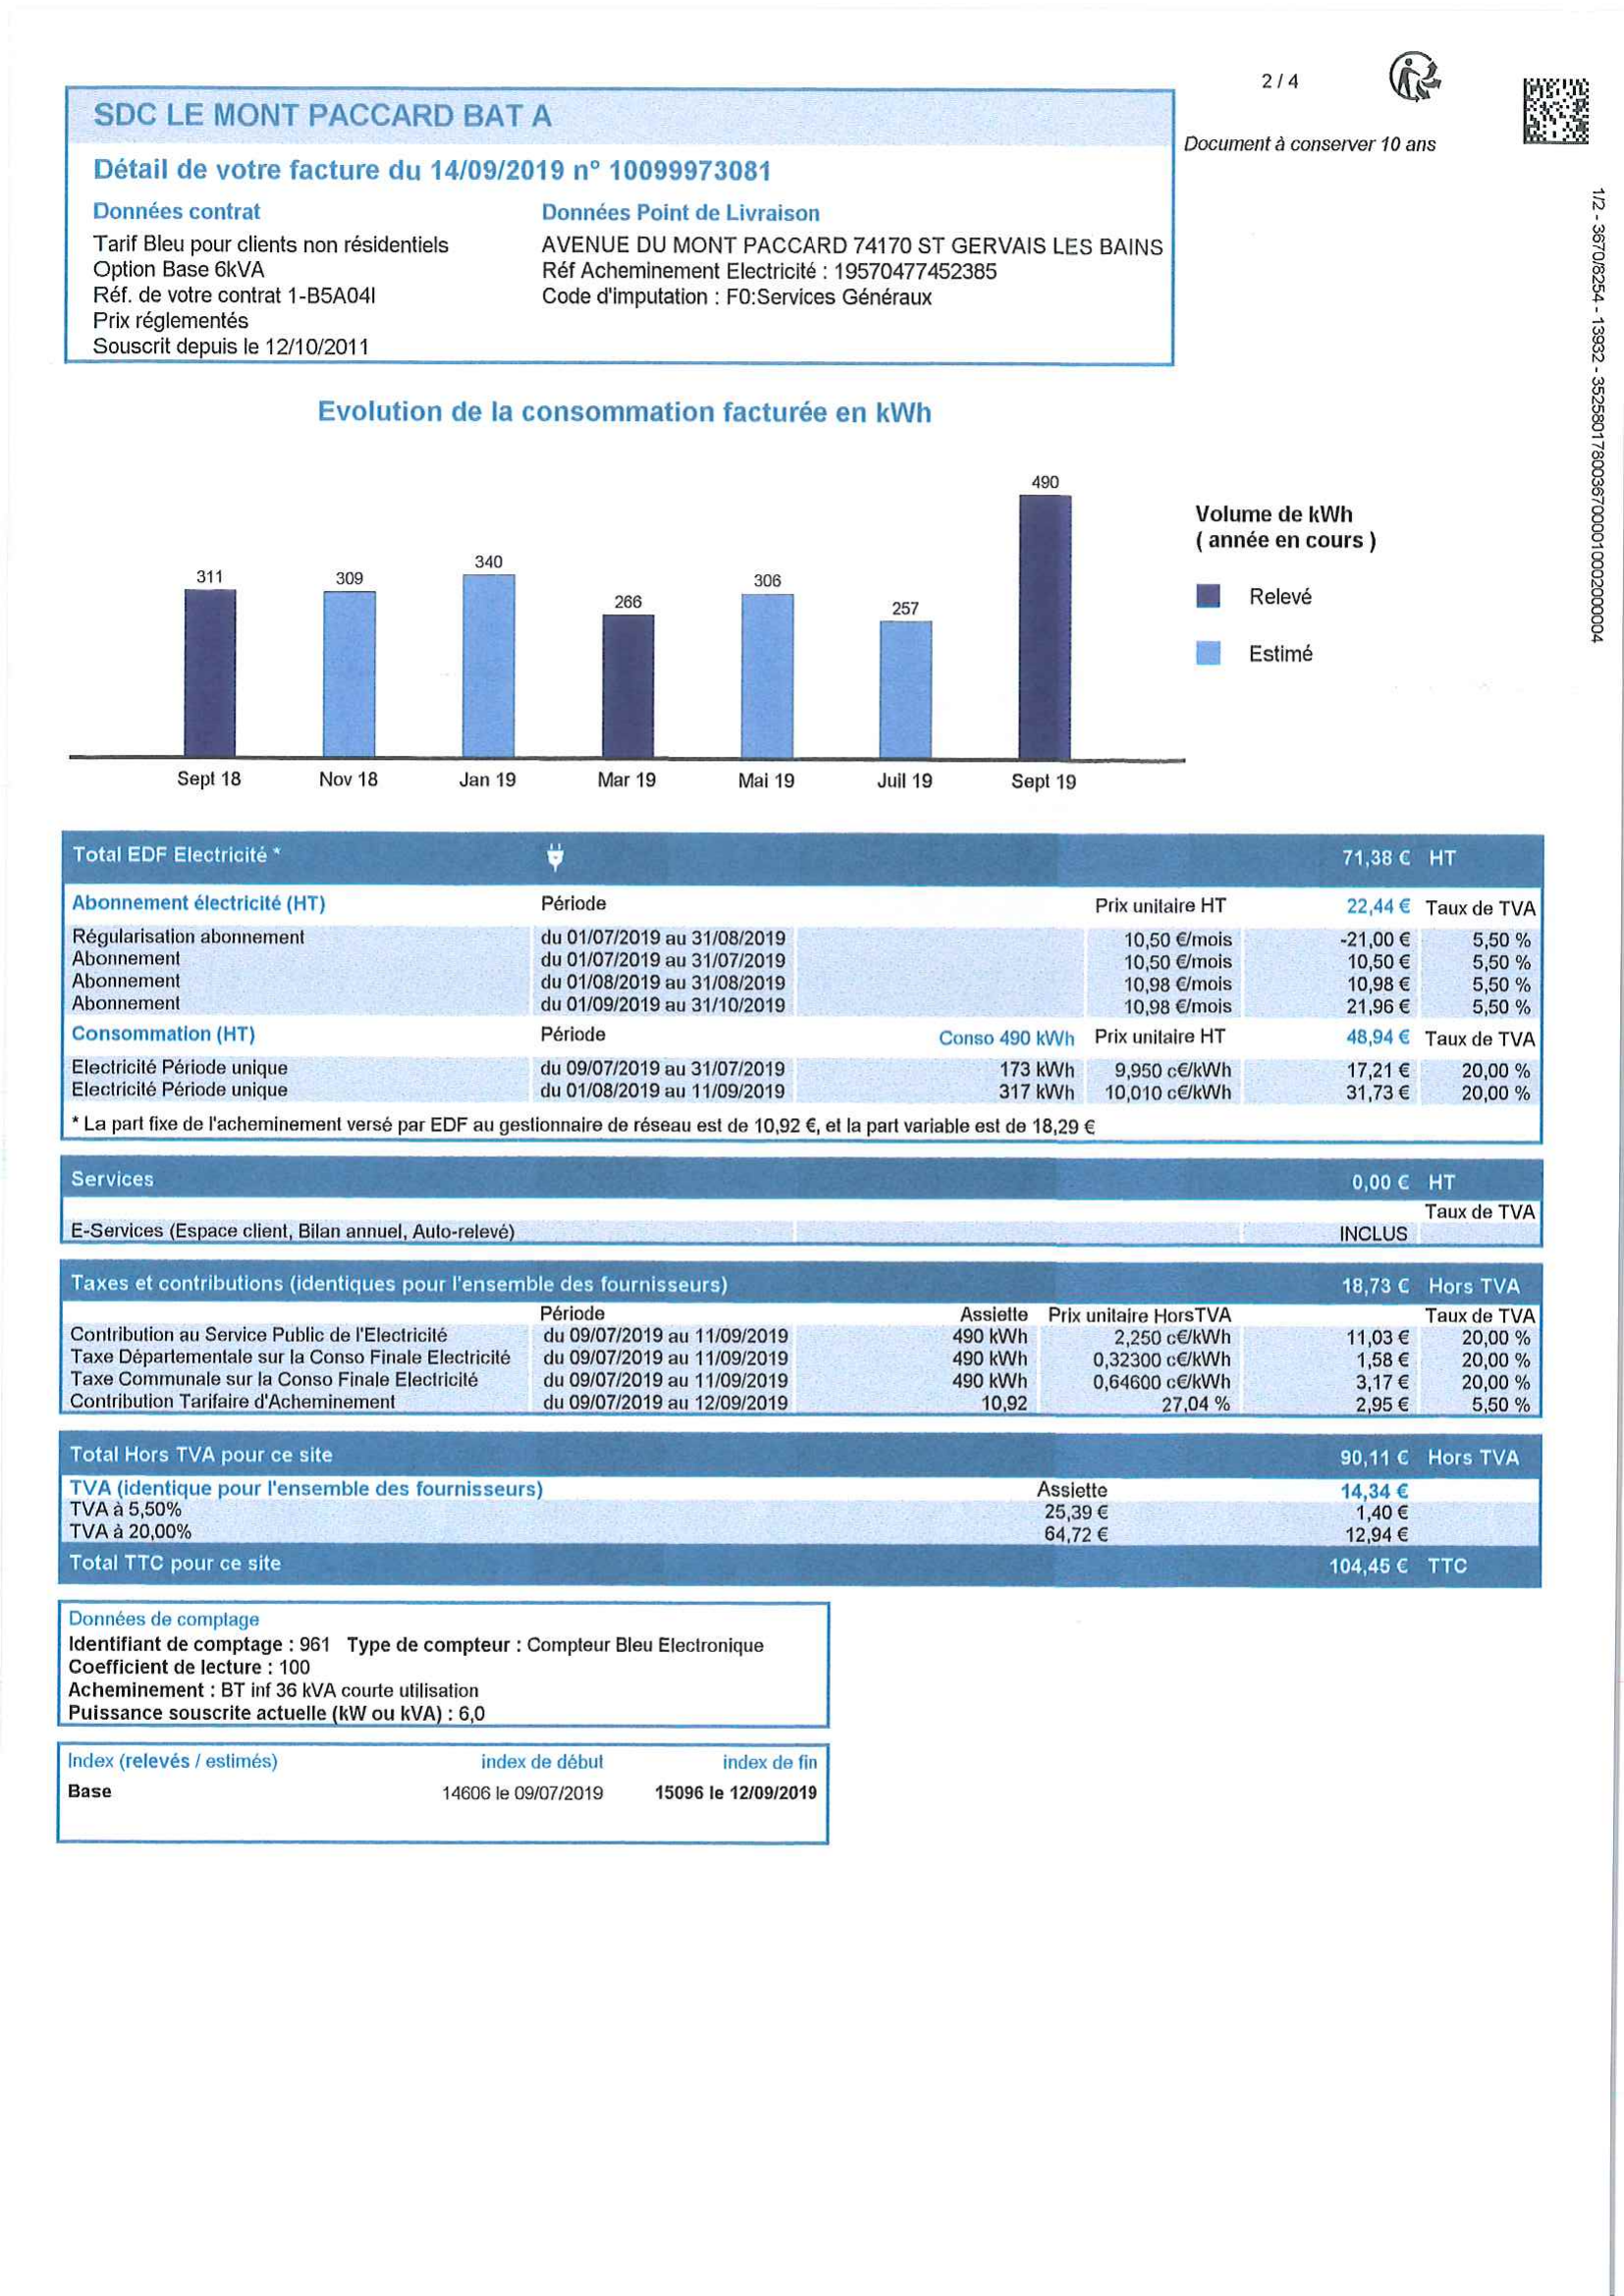 2 / 4
SDC LE MONT PACCARD BAT A
Document à conserver 10 ans
Détail de votre facture du 14/09/2019 n° 10099973081
Données contrat Données Point de Livraison
Tarif Bleu pour clients non résidentiels AVENUE DU MONT PACCARD 74170 ST GERVAIS LES BAINS
Option Base 6kVA Réf Acheminement Electricité : 19570477452385
Réf. de votre contrat 1-B5A04I Code d'imputation : F0:Services Généraux
Prix réglementés
Souscrit depuis le 12/10/2011
1/2 - 3670/8254 - 13932 - 3525801780036700001000200004
Evolution de la consommation facturée en kWh
311 309 340 266 306 257 490
Volume de kWh
( année en cours )
Relevé
Estimé
Sept 18 Nov 18 Jan 19 Mar 19 Mai 19 Juil 19 Sept 19
Total EDF Electricité * 71,38 € HT
Abonnement électricité (HT) Période Prix unitaire HT 22,44 € Taux de TVA
Régularisation abonnement du 01/07/2019 au 31/08/2019 10,50 €/mois -21,00 € 5,50 %
Abonnement du 01/07/2019 au 31/07/2019 10,50 €/mois 10,50 € 5,50 %
Abonnement du 01/08/2019 au 31/08/2019 10,98 €/mois 10,98 € 5,50 %
Abonnement du 01/09/2019 au 31/10/2019 10,98 €/mois 21,96 € 5,50 %
Consommation (HT) Période Conso 490 kWh Prix unitaire HT 48,94 € Taux de TVA
Electricité Période unique du 09/07/2019 au 31/07/2019 173 kWh 9,950 c€/kWh 17,21 € 20,00 %
Electricité Période unique du 01/08/2019 au 11/09/2019 317 kWh 10,010 c€/kWh 31,73 € 20,00 %
* La part fixe de l'acheminement versé par EDF au gestionnaire de réseau est de 10,92 €, et la part variable est de 18,29 €
Services 0,00 € HT
Taux de TVA
E-Services (Espace client, Bilan annuel, Auto-relevé) INCLUS
Taxes et contributions (identiques pour l'ensemble des fournisseurs) 18,73 € Hors TVA
Période Assiette Prix unitaire HorsTVA Taux de TVA
Contribution au Service Public de l'Electricité du 09/07/2019 au 11/09/2019 490 kWh 2,250 c€/kWh 11,03 € 20,00 %
Taxe Départementale sur la Conso Finale Electricité du 09/07/2019 au 11/09/2019 490 kWh 0,32300 c€/kWh 1,58 € 20,00 %
Taxe Communale sur la Conso Finale Electricité du 09/07/2019 au 11/09/2019 490 kWh 0,64600 c€/kWh 3,17 € 20,00 %
Contribution Tarifaire d'Acheminement du 09/07/2019 au 12/09/2019 10,92 27,04 % 2,95 € 5,50 %
Total Hors TVA pour ce site 90,11 € Hors TVA
TVA (identique pour l'ensemble des fournisseurs) Assiette 14,34 €
TVA à 5,50% 25,39 € 1,40 €
TVA à 20,00% 64,72 € 12,94 €
Total TTC pour ce site 104,45 € TTC
Données de comptage
Identifiant de comptage : 961 Type de compteur : Compteur Bleu Electronique
Coefficient de lecture : 100
Acheminement : BT inf 36 kVA courte utilisation
Puissance souscrite actuelle (kW ou kVA) : 6,0
Index (relevés / estimés) index de début index de fin
Base 14606 le 09/07/2019 15096 le 12/09/2019